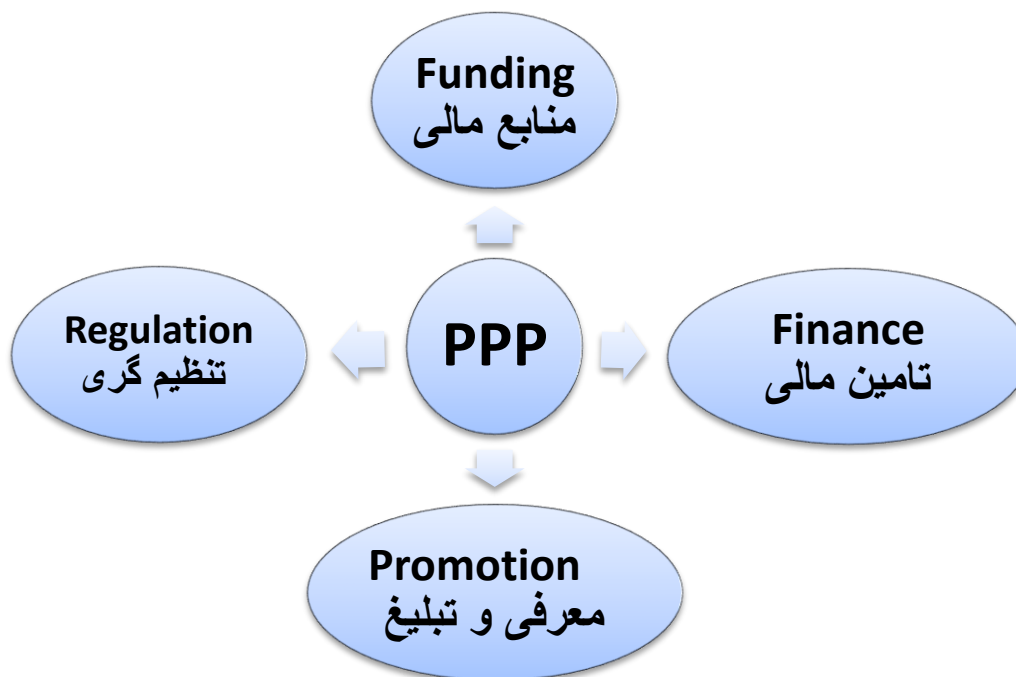 Funding
منابع مالی
Regulation
تنظیم گری
PPP
Finance
تامین مالی
Promotion
معرفی و تبلیغ